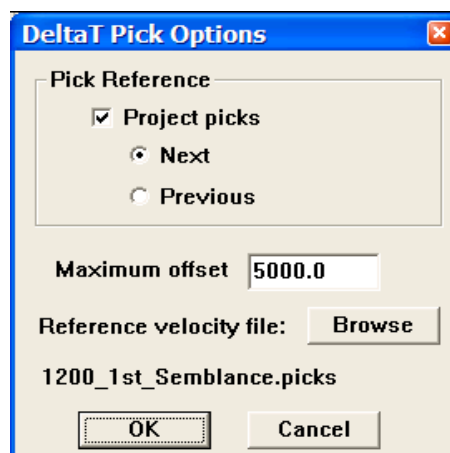 DeltaT Pick Options
Pick Reference
Project picks
Next
Previous
Maximum offset 5000.0
Reference velocity file: Browse
1200_1st_Semblance.picks
OK Cancel